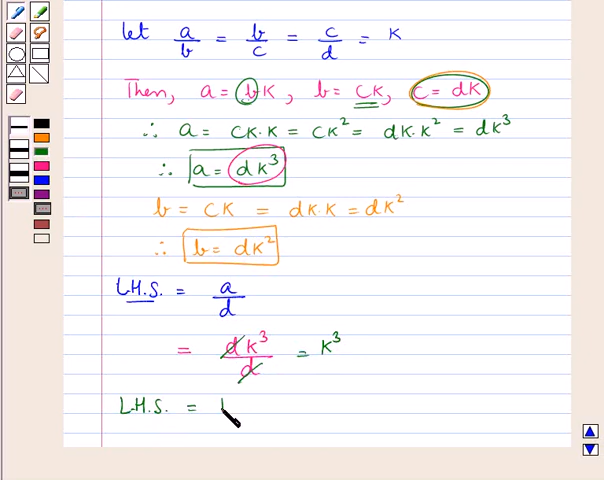 let a/b = b/c = c/d = K
Then, a = bK, b = CK, C = dK
∴ a = CK·K = CK² = dK·K² = dK³
∴ a = dK³
b = CK = dK·K = dK²
∴ b = dK²
L.H.S. = a/d
= dK³/d = K³
L.H.S. =